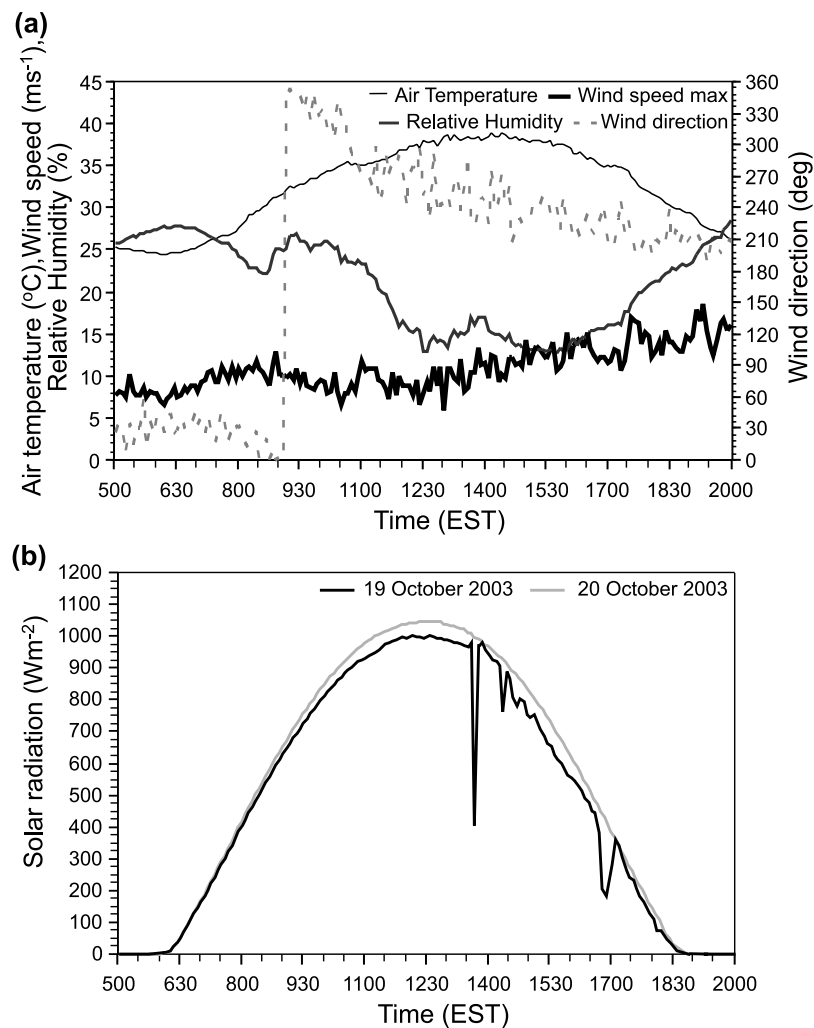 (a)
Air temperature (ºC),Wind speed (ms-1),
Relative Humidity (%)
45
40
35
30
25
20
15
10
5
0
Air Temperature
Wind speed max
Relative Humidity
Wind direction
360
330
300
270
240
210
180
150
120
90
60
30
0
Wind direction (deg)
500 630 800 930 1100 1230 1400 1530 1700 1830 2000
Time (EST)
(b)
Solar radiation (Wm-2)
1200
1100
1000
900
800
700
600
500
400
300
200
100
0
19 October 2003
20 October 2003
500 630 800 930 1100 1230 1400 1530 1700 1830 2000
Time (EST)